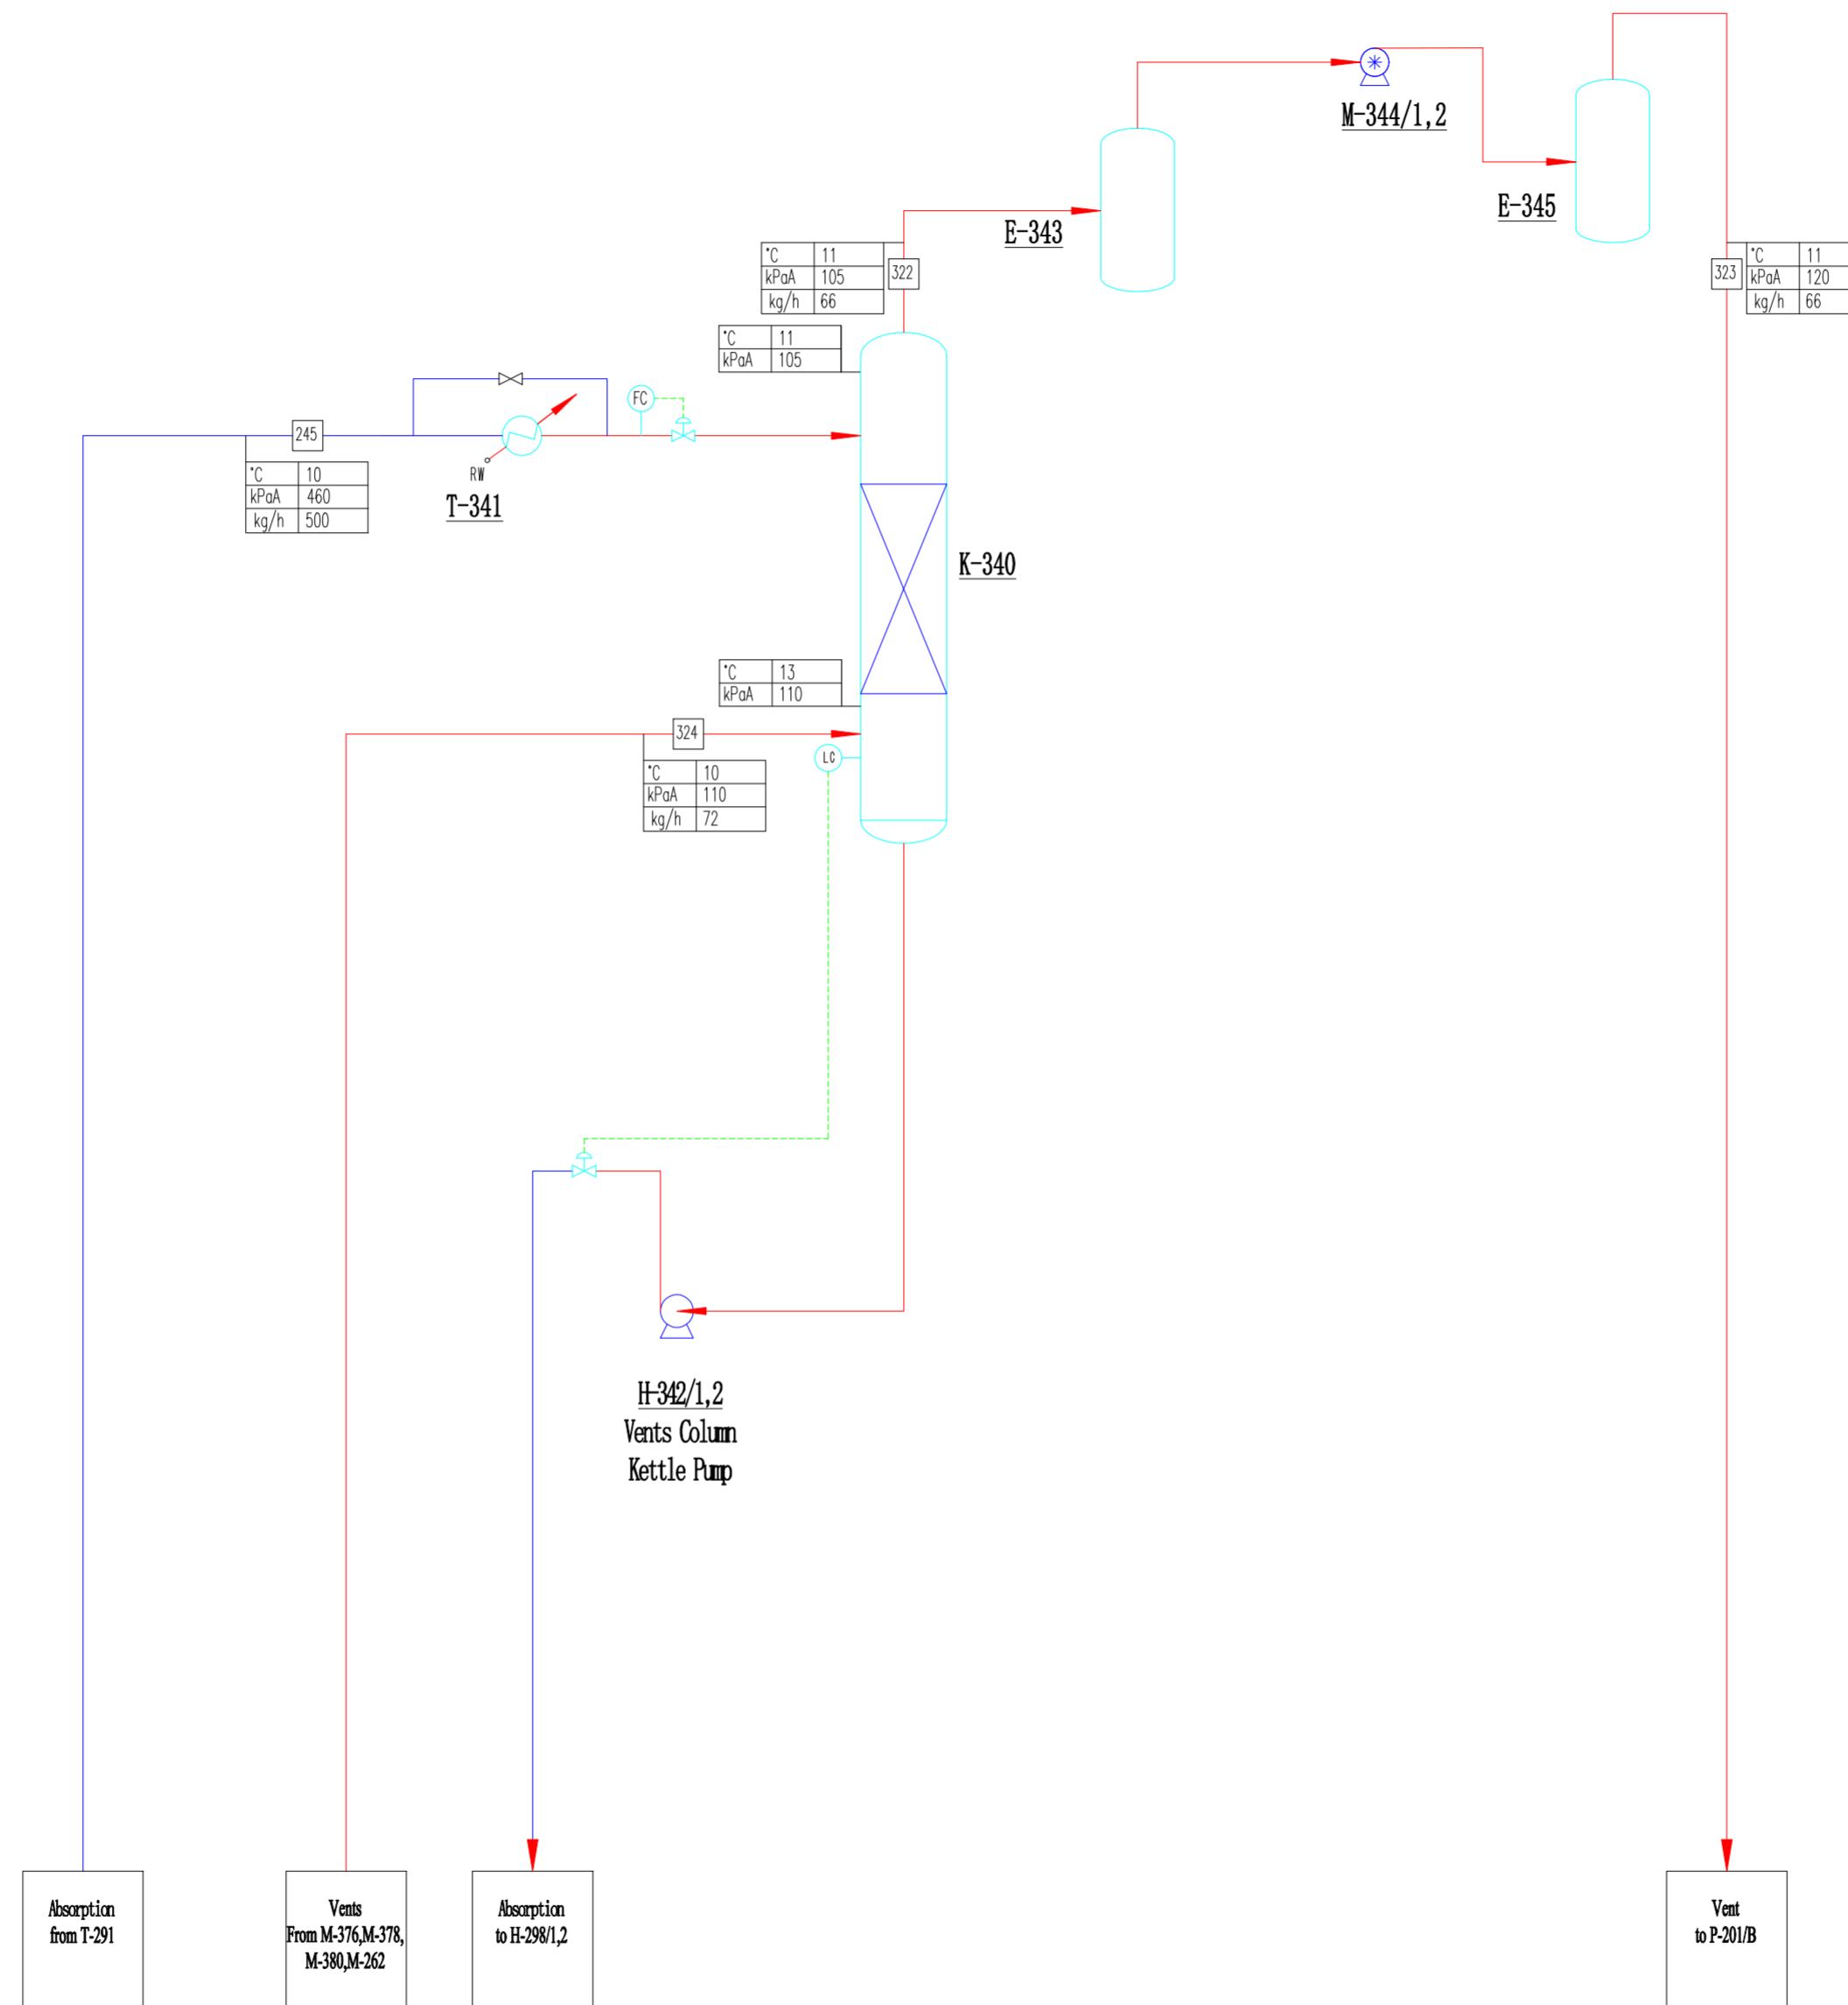 M-344/1,2
E-345
E-343
°C 11
kPaA 105
kg/h 66
322
323
°C 11
kPaA 120
kg/h 66
°C 11
kPaA 105
FC
245
°C 10
kPaA 460
kg/h 500
RW
T-341
K-340
°C 13
kPaA 110
324
LC
°C 10
kPaA 110
kg/h 72
H-342/1,2
Vents Column
Kettle Pump
Absorption
from T-291
Vents
From M-376,M-378,
M-380,M-262
Absorption
to H-298/1,2
Vent
to P-201/B